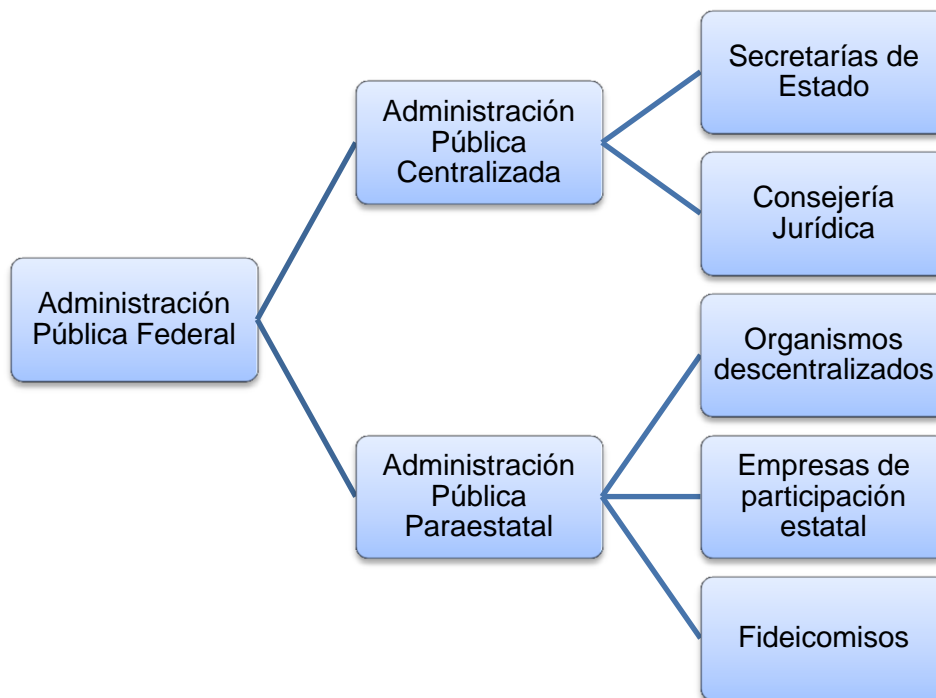 Administración
Pública Federal
Administración
Pública
Centralizada
Secretarías de
Estado
Consejería
Jurídica
Administración
Pública
Paraestatal
Organismos
descentralizados
Empresas de
participación
estatal
Fideicomisos